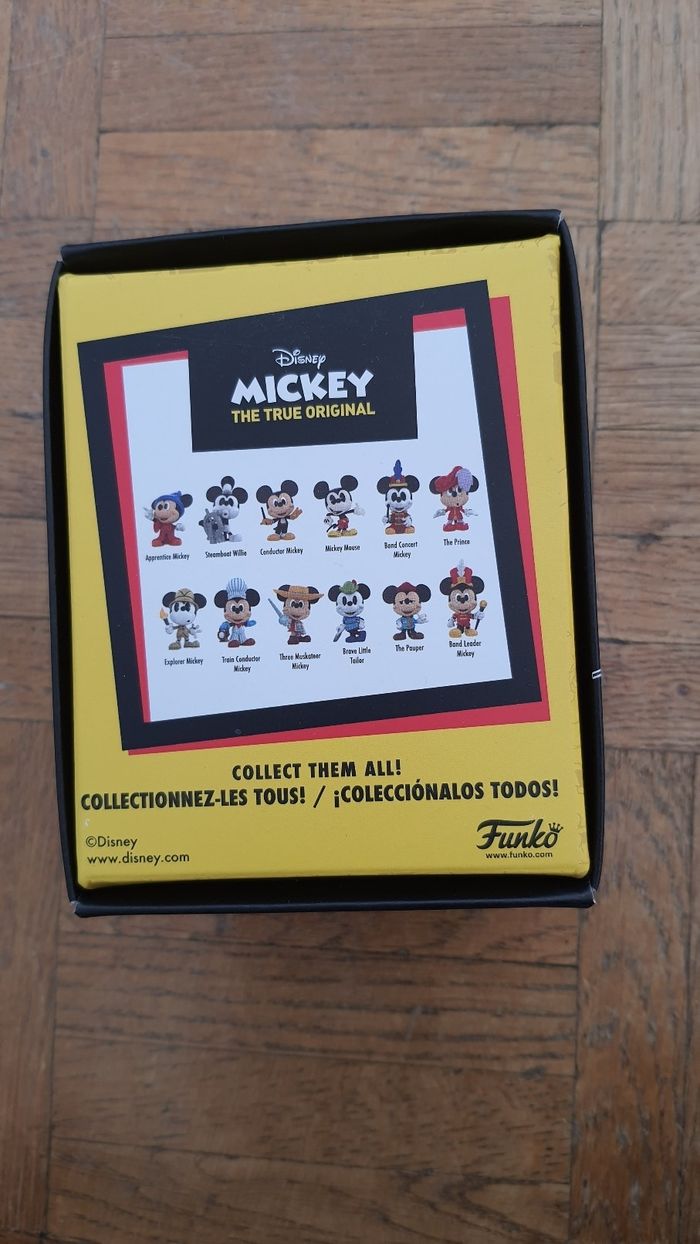 Disney
MICKEY
THE TRUE ORIGINAL
Apprentice Mickey
Steamboat Willie
Conductor Mickey
Mickey Mouse
Band Concert
Mickey
The Prince
Explorer Mickey
Train Conductor
Mickey
Three Musketeer
Mickey
Brave Little
Tailor
The Pauper
Band Leader
Mickey
COLLECT THEM ALL!
COLLECTIONNEZ-LES TOUS! / ¡COLECCIÓNALOS TODOS!
©Disney
www.disney.com
Funko
www.funko.com